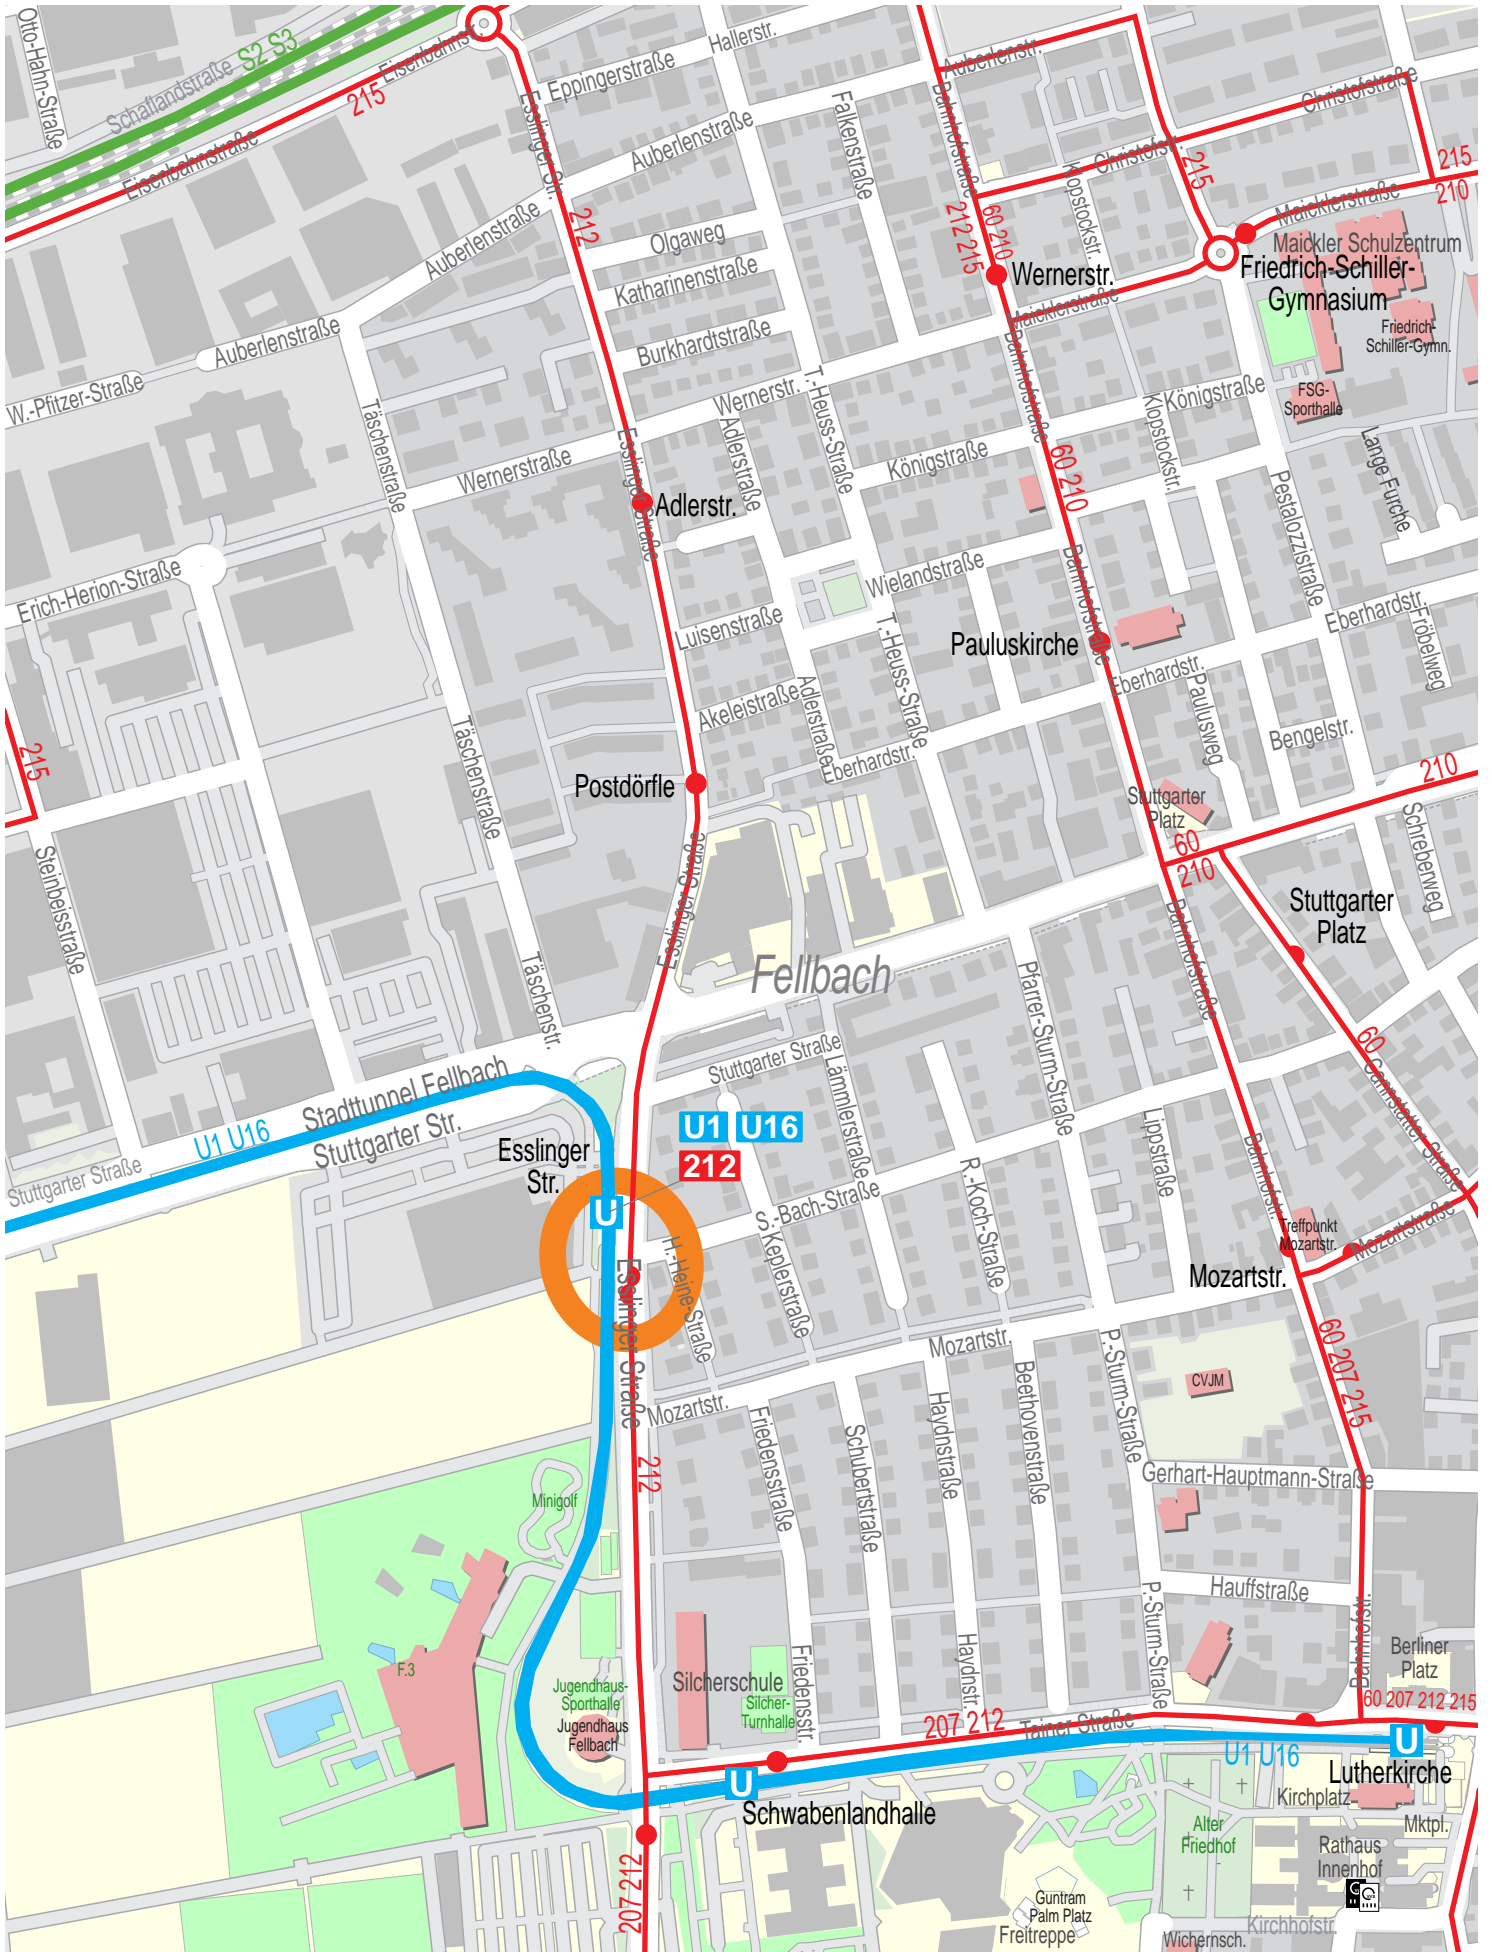 Otto-Hahn-Straße
Schaflandstraße
S2 S3
Eisenbahnstr.
215
Eisenbahnstraße
Esslinger Str.
Eppingerstraße
Hallerstr.
Auberlenstraße
Falkenstraße
Auberlenstr.
Bahnhofstraße
Christofstraße
Christofstr.
Klopstockstr.
215
215
210
Maicklerstraße
Maickler Schulzentrum
Friedrich-Schiller-
Gymnasium
Friedrich-
Schiller-Gymn.
FSG-
Sporthalle
212
Auberlenstraße
Olgaweg
Katharinenstraße
Burkhardtstraße
212 215
60 210
Wernerstr.
Maicklerstraße
Bahnhofstraße
Auberlenstraße
W.-Pfitzer-Straße
Täschenstraße
Wernerstr.
T.-Heuss-Straße
Adlerstraße
Königstraße
Klopstockstr.
Königstraße
Lange Furche
Wernerstraße
Esslinger Straße
Adlerstr.
60 210
Pestalozzistraße
Erich-Herion-Straße
Wielandstraße
Bahnhofstraße
Luisenstraße
T.-Heuss-Straße
Pauluskirche
Eberhardstr.
Fröbelweg
Eberhardstr.
Paulusweg
Akeleistraße
Adlerstraße
Eberhardstr.
Bengelstr.
215
Täschenstraße
Postdörfle
210
Stuttgarter
Platz
60
210
Schreberweg
Steinbeisstraße
Esslinger Straße
Stuttgarter
Platz
Bahnhofstraße
Täschenstr.
Fellbach
Pfarrer-Sturm-Straße
60
Cannstatter Straße
Stadttunnel Fellbach
Stuttgarter Str.
U1 U16
Stuttgarter Straße
Stuttgarter Straße
Lämmlerstraße
U1 U16
212
Esslinger
Str.
U
Lippstraße
Bahnhofstr.
R.-Koch-Straße
S.-Bach-Straße
Keplerstraße
H.-Heine-Straße
Treffpunkt
Mozartstr.
Mozartstraße
Mozartstr.
Esslinger Straße
Mozartstr.
Mozartstr.
P.-Sturm-Straße
60 207 215
CVJM
Friedensstraße
Schubertstraße
Haydnstraße
Beethovenstraße
212
Gerhart-Hauptmann-Straße
Minigolf
Hauffstraße
P.-Sturm-Straße
Bahnhofstr.
Berliner
Platz
F.3
Jugendhaus-
Sporthalle
Jugendhaus
Fellbach
Silcherschule
Silcher-
Turnhalle
Friedensstr.
Haydnstr.
60 207 212 215
207 212
Tainer Straße
U
U1 U16
Lutherkirche
U
Schwabenlandhalle
Kirchplatz
Mktpl.
Alter
Friedhof
Rathaus
Innenhof
207 212
Guntram
Palm Platz
Freitreppe
Kirchhofstr.
Wichernsch.